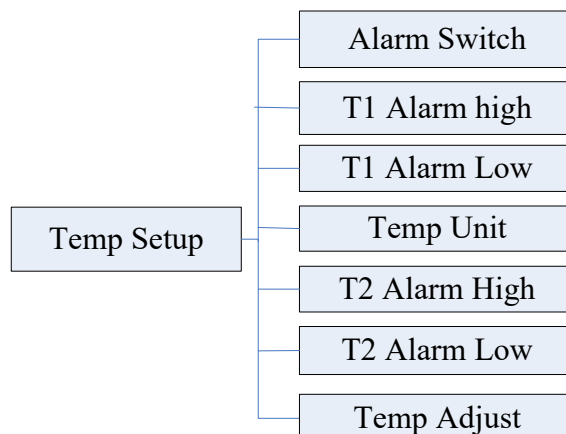 Alarm Switch
T1 Alarm high
T1 Alarm Low
Temp Setup
Temp Unit
T2 Alarm High
T2 Alarm Low
Temp Adjust